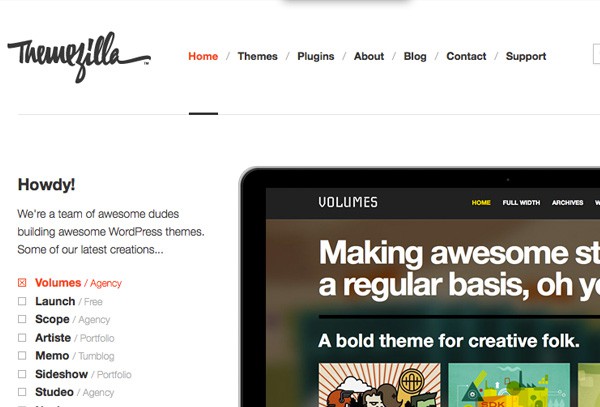 Themezilla™
Home / Themes / Plugins / About / Blog / Contact / Support
Howdy!
We're a team of awesome dudes
building awesome WordPress themes.
Some of our latest creations...
Volumes / Agency
Launch / Free
Scope / Agency
Artiste / Portfolio
Memo / Tumblog
Sideshow / Portfolio
Studeo / Agency
VOLUMES
HOME FULL WIDTH ARCHIVES W
Making awesome st
a regular basis, oh ye
A bold theme for creative folk.
SDK